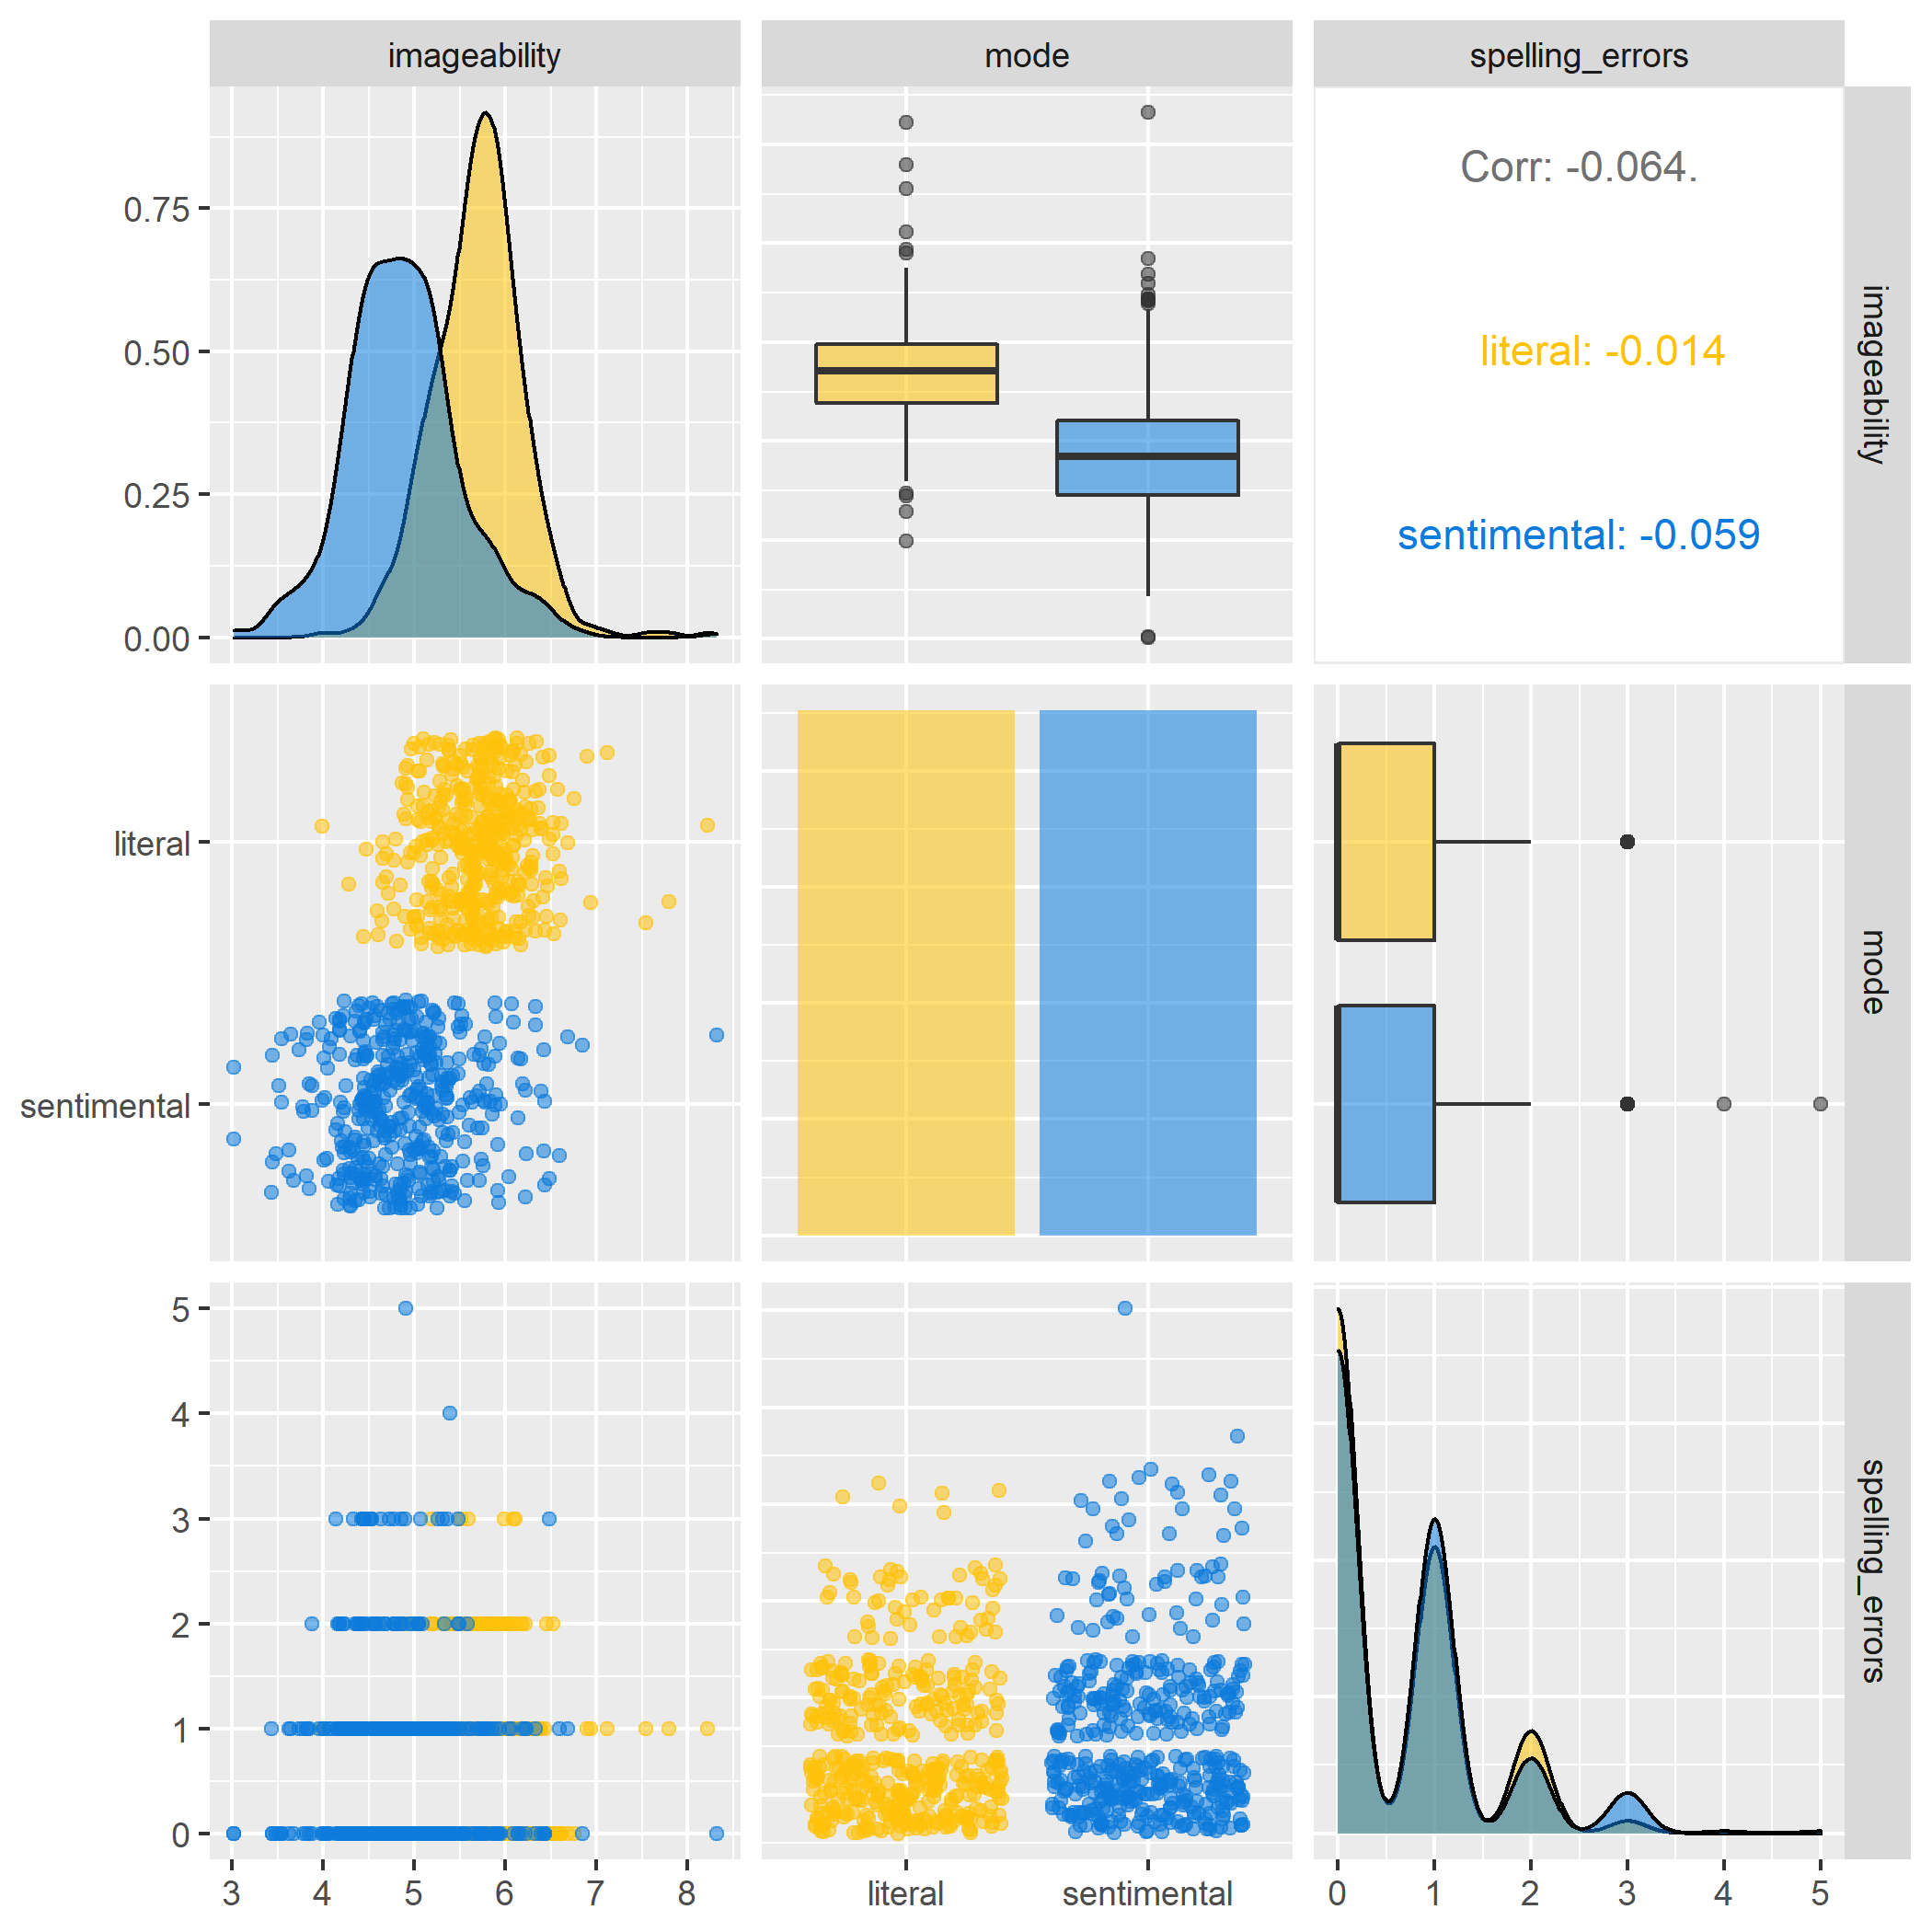 imageability
mode
spelling_errors
0.75
0.50
0.25
0.00
Corr: -0.064.
literal: -0.014
sentimental: -0.059
imageability
literal
sentimental
mode
5
4
3
2
1
0
spelling_errors
3 4 5 6 7 8
literal sentimental
0 1 2 3 4 5